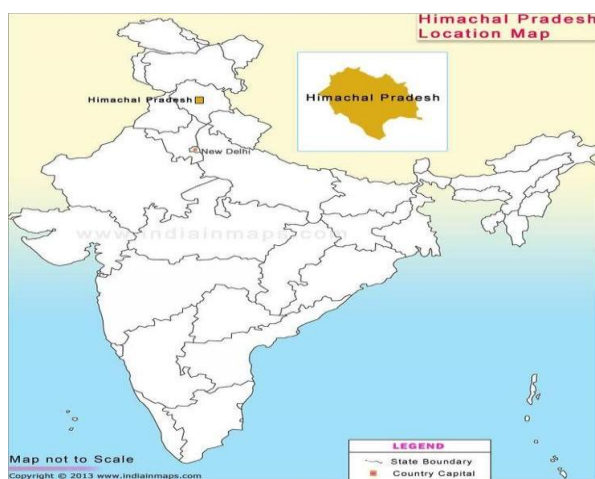 Himachal Pradesh
Location Map
Himachal Pradesh
Himachal Pradesh
New Delhi
www.indiainmaps.com
LEGEND
State Boundary
Country Capital
Map not to Scale
Copyright © 2013 www.indiainmaps.com